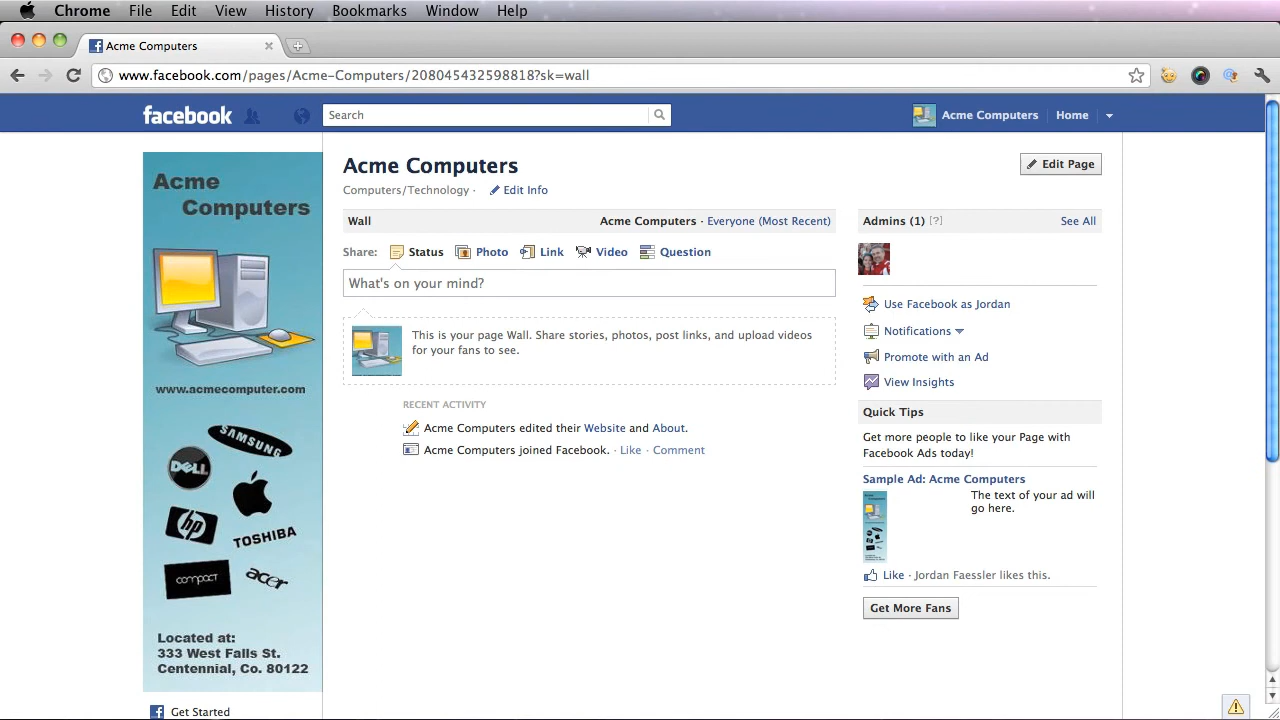 Chrome File Edit View History Bookmarks Window Help
Acme Computers
www.facebook.com/pages/Acme-Computers/208045432598818?sk=wall
facebook Search Acme Computers Home
Acme
Computers
www.acmecomputer.com
SAMSUNG
DELL
hp
TOSHIBA
compact
acer
Located at:
333 West Falls St.
Centennial, Co. 80122
Get Started
Acme Computers
Computers/Technology · Edit Info
Edit Page
Wall Acme Computers · Everyone (Most Recent)
Share: Status Photo Link Video Question
What's on your mind?
This is your page Wall. Share stories, photos, post links, and upload videos
for your fans to see.
RECENT ACTIVITY
Acme Computers edited their Website and About.
Acme Computers joined Facebook. · Like · Comment
Admins (1) [?] See All
Use Facebook as Jordan
Notifications
Promote with an Ad
View Insights
Quick Tips
Get more people to like your Page with
Facebook Ads today!
Sample Ad: Acme Computers
The text of your ad will
go here.
Like · Jordan Faessler likes this.
Get More Fans